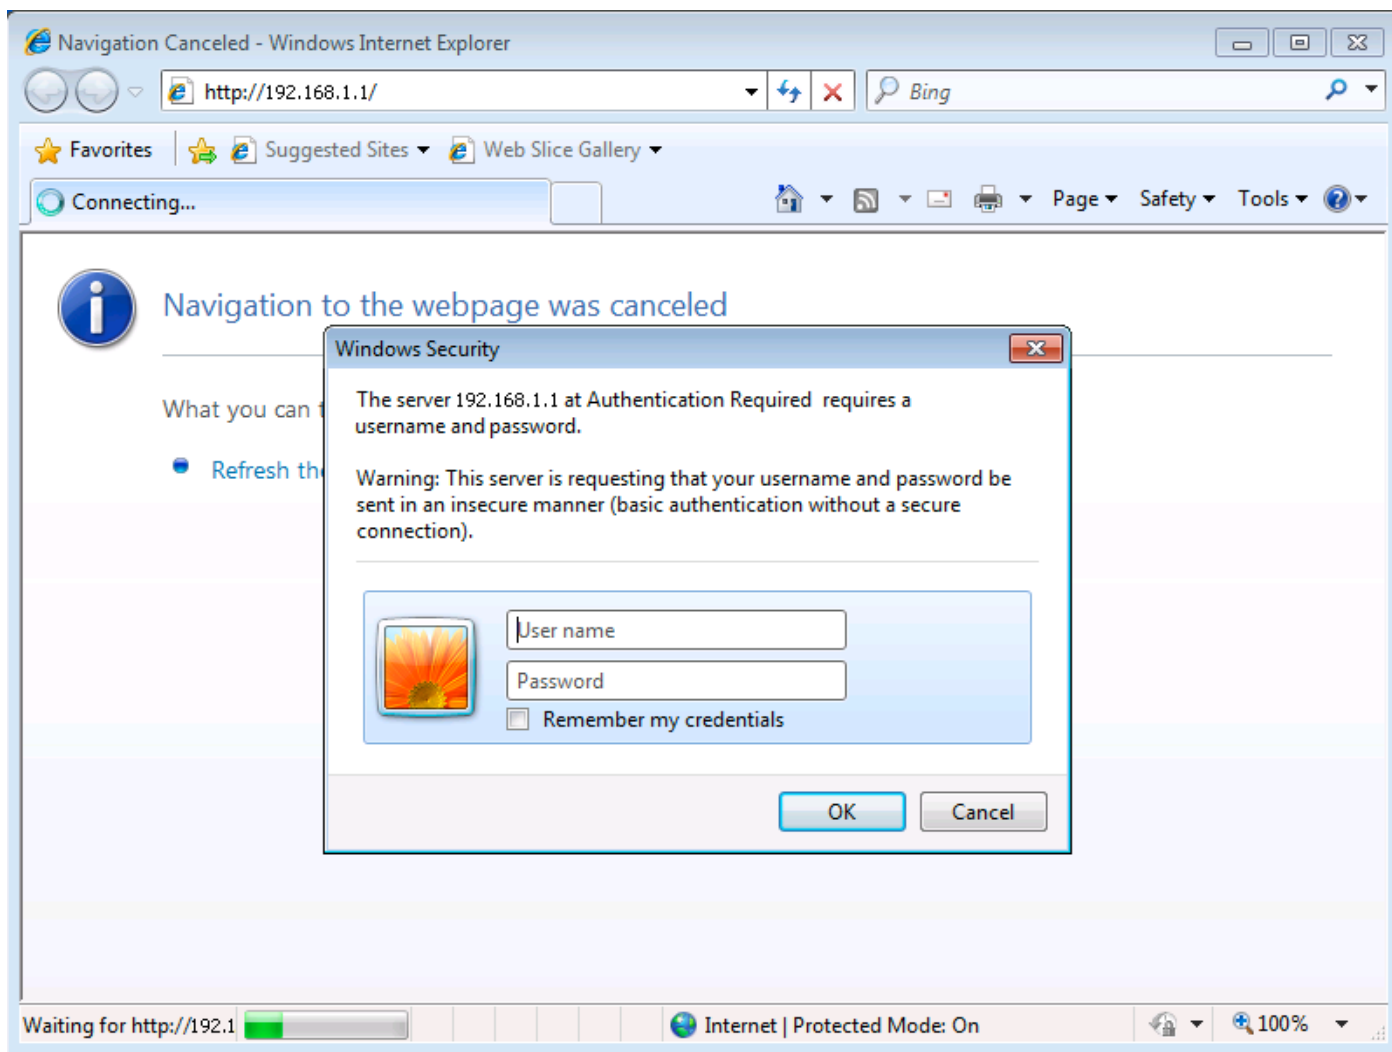 Navigation Canceled - Windows Internet Explorer
http://192.168.1.1/
Bing
Favorites
Suggested Sites
Web Slice Gallery
Connecting...
Page
Safety
Tools
Navigation to the webpage was canceled
Windows Security
What you can
The server 192.168.1.1 at Authentication Required requires a
username and password.
Refresh the
Warning: This server is requesting that your username and password be
sent in an insecure manner (basic authentication without a secure
connection).
User name
Password
Remember my credentials
OK
Cancel
Waiting for http://192.1
Internet | Protected Mode: On
100%